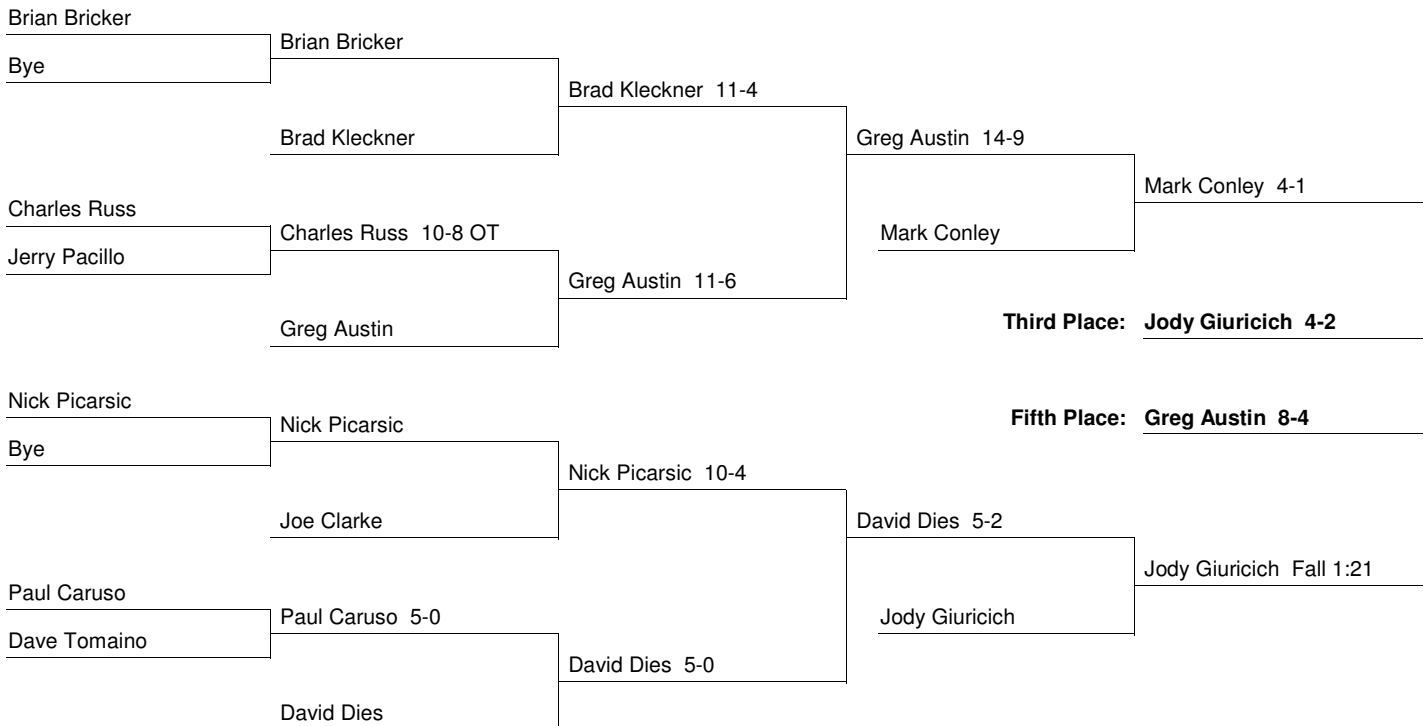 Brian Bricker
Brian Bricker
Bye
Brad Kleckner 11-4
Brad Kleckner
Greg Austin 14-9
Mark Conley 4-1
Charles Russ
Charles Russ 10-8 OT
Mark Conley
Jerry Pacillo
Greg Austin 11-6
Greg Austin
Third Place: Jody Giuricich 4-2
Nick Picarsic
Nick Picarsic
Fifth Place: Greg Austin 8-4
Bye
Nick Picarsic 10-4
Joe Clarke
David Dies 5-2
Jody Giuricich Fall 1:21
Paul Caruso
Paul Caruso 5-0
Jody Giuricich
Dave Tomaino
David Dies 5-0
David Dies